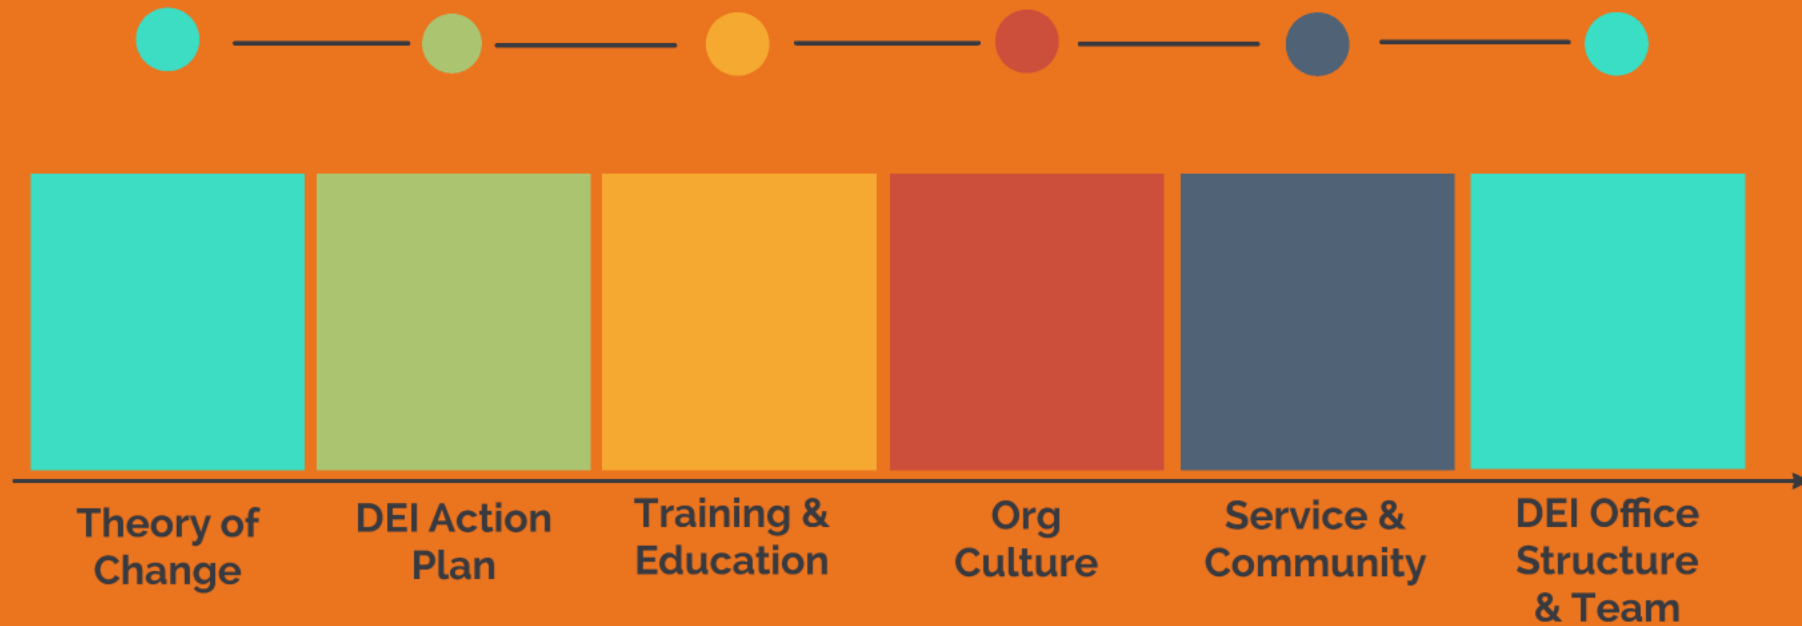 Theory of
Change
DEI Action
Plan
Training &
Education
Org
Culture
Service &
Community
DEI Office
Structure
& Team